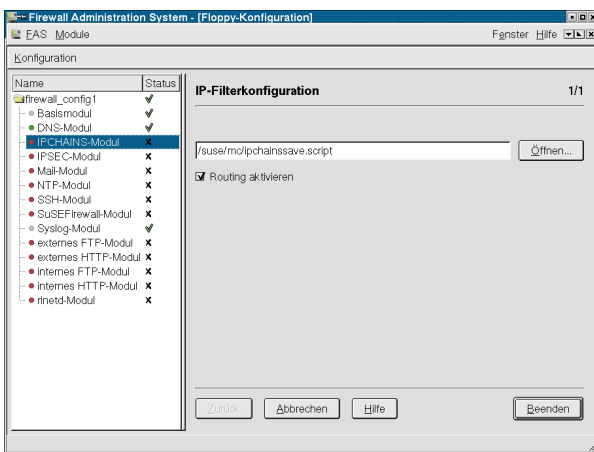 Firewall Administration System - [Floppy-Konfiguration]
FAS Module Fenster Hilfe
Konfiguration
Name Status
firewall_config1
Basismodul
DNS-Modul
IPCHAINS-Modul
IPSEC-Modul
Mail-Modul
NTP-Modul
SSH-Modul
SuSEFirewall-Modul
Syslog-Modul
externes FTP-Modul
externes HTTP-Modul
internes FTP-Modul
internes HTTP-Modul
rinetd-Modul
IP-Filterkonfiguration 1/1
/suse/mc/ipchainssave.script Öffnen...
Routing aktivieren
Zurück Abbrechen Hilfe Beenden